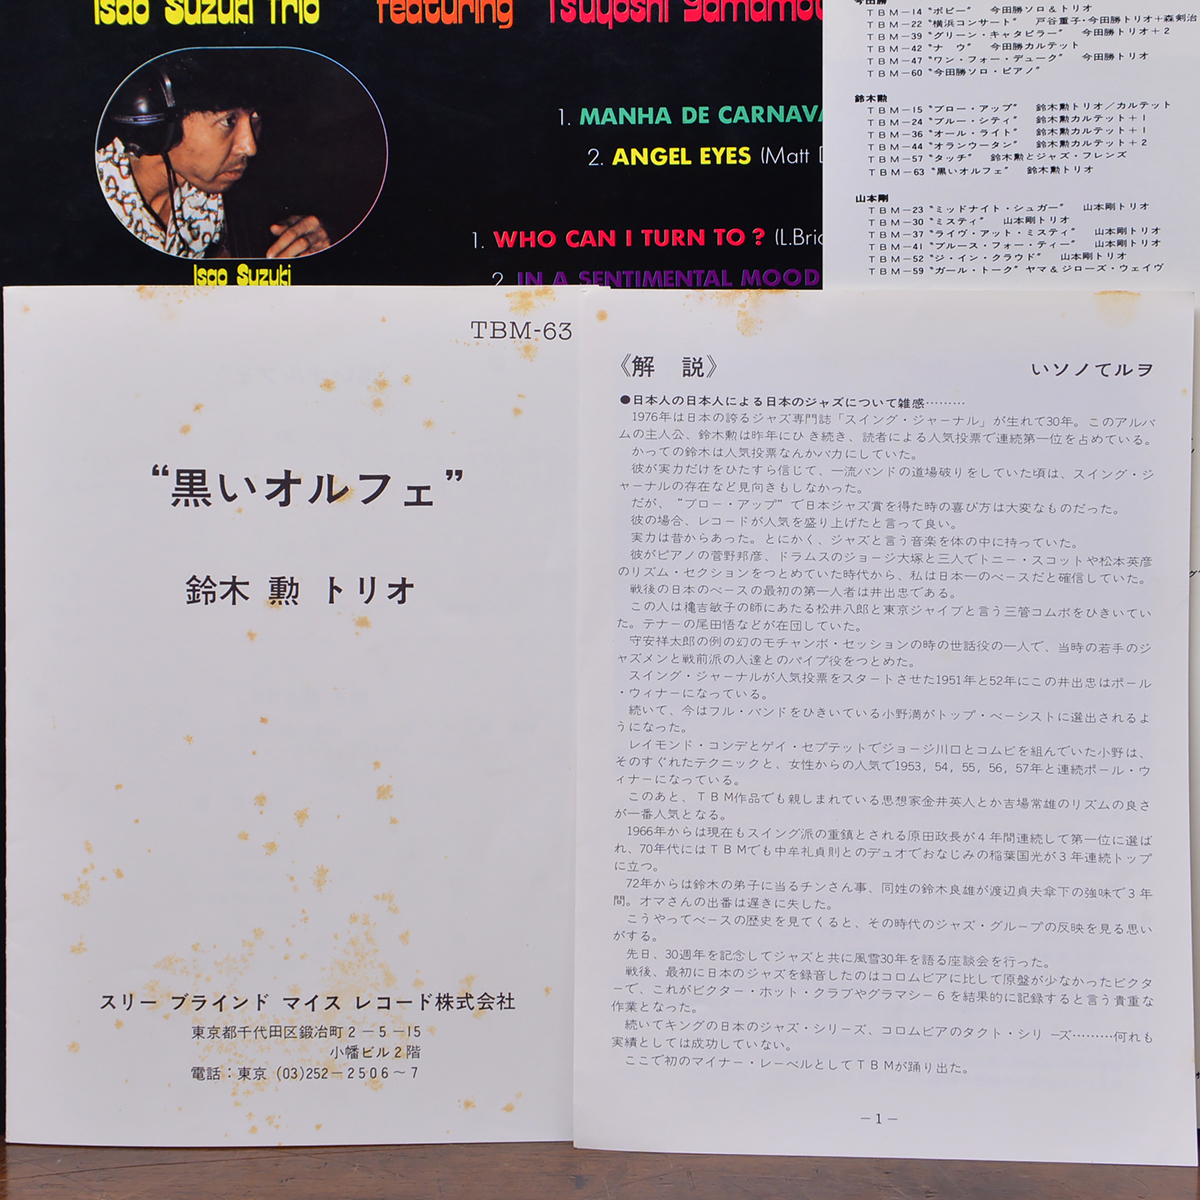 Isao Suzuki Trio featuring Tsuyoshi Yamamo
Isao Suzuki
1. MANHA DE CARNAVA
2. ANGEL EYES (Matt D
1. WHO CAN I TURN TO ? (L.Bric
2. IN A SENTIMENTAL MOOD
今田勝
TBM-14 "ポピー" 今田勝ソロ&トリオ
TBM-22 "横浜コンサート" 戸谷重子・今田勝トリオ+森剣治
TBM-39 "グリーン・キャタピラー" 今田勝トリオ+2
TBM-42 "ナウ" 今田勝カルテット
TBM-47 "ワン・フォー・デューク" 今田勝トリオ
TBM-60 "今田勝ソロ・ピアノ"
鈴木勲
TBM-15 "ブロー・アップ" 鈴木勲トリオ/カルテット
TBM-24 "ブルー・シティ" 鈴木勲カルテット+1
TBM-36 "オール・ライト" 鈴木勲カルテット+1
TBM-44 "オランウータン" 鈴木勲カルテット+2
TBM-57 "タッチ" 鈴木勲とジャズ・フレンズ
TBM-63 "黒いオルフェ" 鈴木勲トリオ
山本剛
TBM-23 "ミッドナイト・シュガー" 山本剛トリオ
TBM-30 "ミスティ" 山本剛トリオ
TBM-37 "ライヴ・アット・ミスティ" 山本剛トリオ
TBM-41 "ブルース・フォー・ティー" 山本剛トリオ
TBM-52 "ジ・イン・クラウド" 山本剛トリオ
TBM-59 "ガール・トーク" ヤマ&ジローズ・ウェイヴ
TBM-63
"黒いオルフェ"
鈴木 勲 トリオ
スリー ブラインド マイス レコード株式会社
東京都千代田区鍛冶町2-5-15
小幡ビル2階
電話:東京 (03)252-2506~7
《解 説》
いソノてルヲ
●日本人の日本人による日本のジャズについて雑感………
1976年は日本の誇るジャズ専門誌「スイング・ジャーナル」が生れて30年。このアルバ
ムの主人公、鈴木勲は昨年にひき続き、読者による人気投票で連続第一位を占めている。
かっての鈴木は人気投票なんかバカにしていた。
彼が実力だけをひたすら信じて、一流バンドの道場破りをしていた頃は、スイング・ジ
ャーナルの存在など見向きもしなかった。
だが、"ブロー・アップ"で日本ジャズ賞を得た時の喜び方は大変なものだった。
彼の場合、レコードが人気を盛り上げたと言って良い。
実力は昔からあった。とにかく、ジャズと言う音楽を体の中に持っていた。
彼がピアノの菅野邦彦、ドラムスのジョージ大塚と三人でトニー・スコットや松本英彦
のリズム・セクションをつとめていた時代から、私は日本一のベースだと確信していた。
戦後の日本のベースの最初の第一人者は井出忠である。
この人は穐吉敏子の師にあたる松井八郎と東京ジャイブと言う三管コムボをひきいてい
た。テナーの尾田悟などが在団していた。
守安祥太郎の例の幻のモチャンボ・セッションの時の世話役の一人で、当時の若手のジ
ャズメンと戦前派の人達とのパイプ役をつとめた。
スイング・ジャーナルが人気投票をスタートさせた1951年と52年にこの井出忠はポール
・ウィナーになっている。
続いて、今はフル・バンドをひきいている小野満がトップ・ベーシストに選出されるよ
うになった。
レイモンド・コンデとゲイ・セプテットでジョージ川口とコムビを組んでいた小野は、
そのすぐれたテクニックと、女性からの人気で1953, 54, 55, 56, 57年と連続ポール・ウ
ィナーになっている。
このあと、TBM作品でも親しまれている思想家金井英人とか吉場常雄のリズムの良さ
が一番人気となる。
1966年からは現在もスイング派の重鎮とされる原田政長が4年間連続して第一位に選ば
れ、70年代にはTBMでも中牟礼貞則とのデュオでおなじみの稲葉国光が3年連続トップ
に立つ。
72年からは鈴木の弟子に当るチンさん事、同姓の鈴木良雄が渡辺貞夫傘下の強味で3年
間。オマさんの出番は遅きに失した。
こうやってベースの歴史を見てくると、その時代のジャズ・グループの反映を見る思い
がする。
先日、30週年を記念してジャズと共に風雪30年を語る座談会を行った。
戦後、最初に日本のジャズを録音したのはコロムビアに比して原盤が少なかったビクタ
ーで、これがビクター・ホット・クラブやグラマシー6を結果的に記録すると言う貴重な
作業となった。
続いてキングの日本のジャズ・シリーズ、コロムビアのタクト・シリーズ………何れも
実績としては成功していない。
ここで初のマイナー・レーベルとしてTBMが踊り出た。
-1-